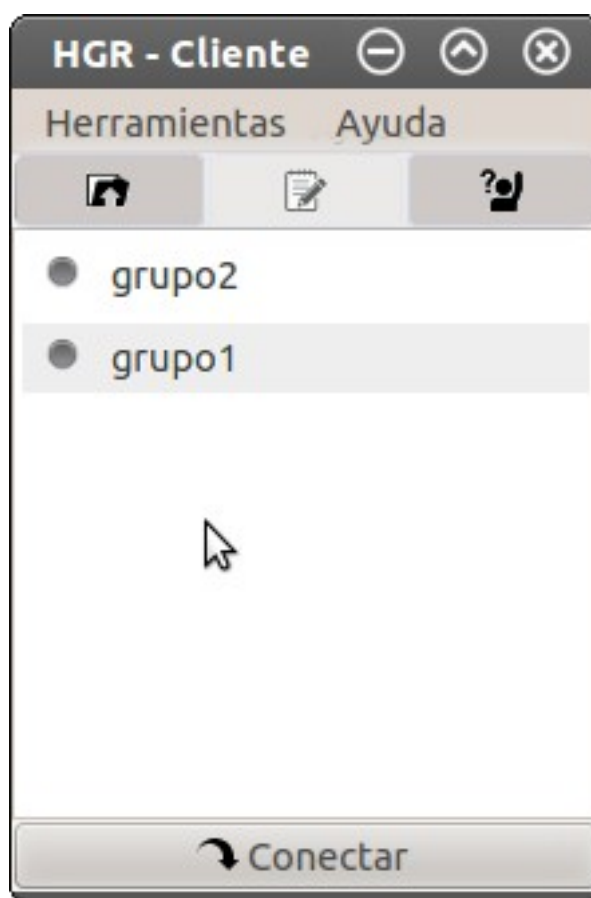 HGR - Cliente
Herramientas Ayuda
?
grupo2
grupo1
Conectar